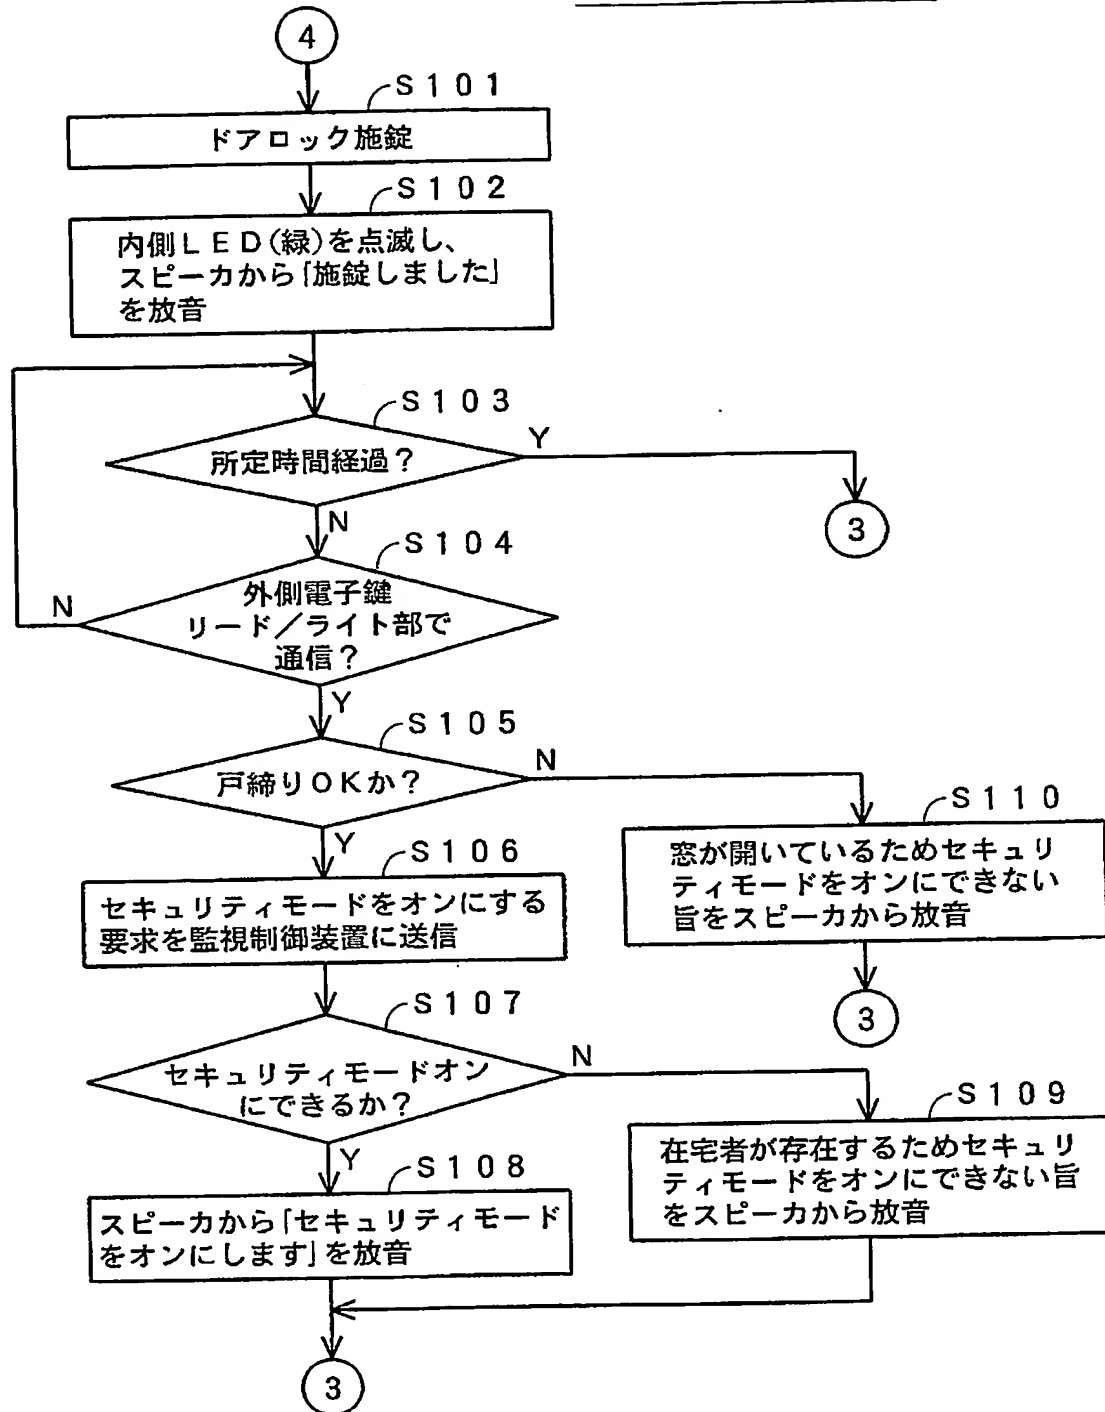 4
S101
ドアロック施錠
S102
内側LED(緑)を点滅し、
スピーカから「施錠しました」
を放音
S103
所定時間経過?
Y
N
3
S104
外側電子鍵
リード/ライト部で
通信?
N
Y
S105
戸締りOKか?
N
Y
S110
窓が開いているためセキュリ
ティモードをオンにできない
旨をスピーカから放音
3
S106
セキュリティモードをオンにする
要求を監視制御装置に送信
S107
セキュリティモードオン
にできるか?
N
Y
S109
在宅者が存在するためセキュリ
ティモードをオンにできない旨
をスピーカから放音
S108
スピーカから「セキュリティモード
をオンにします」を放音
3